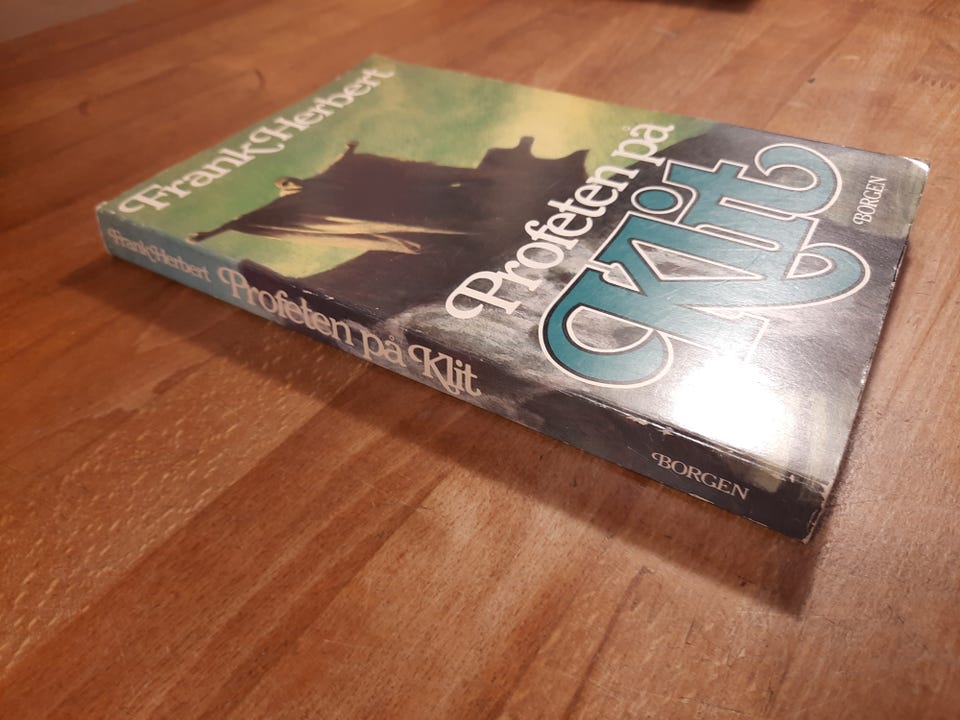 Frank Herbert
Profeten på
Klit
BORGEN
Frank Herbert Profeten på Klit BORGEN